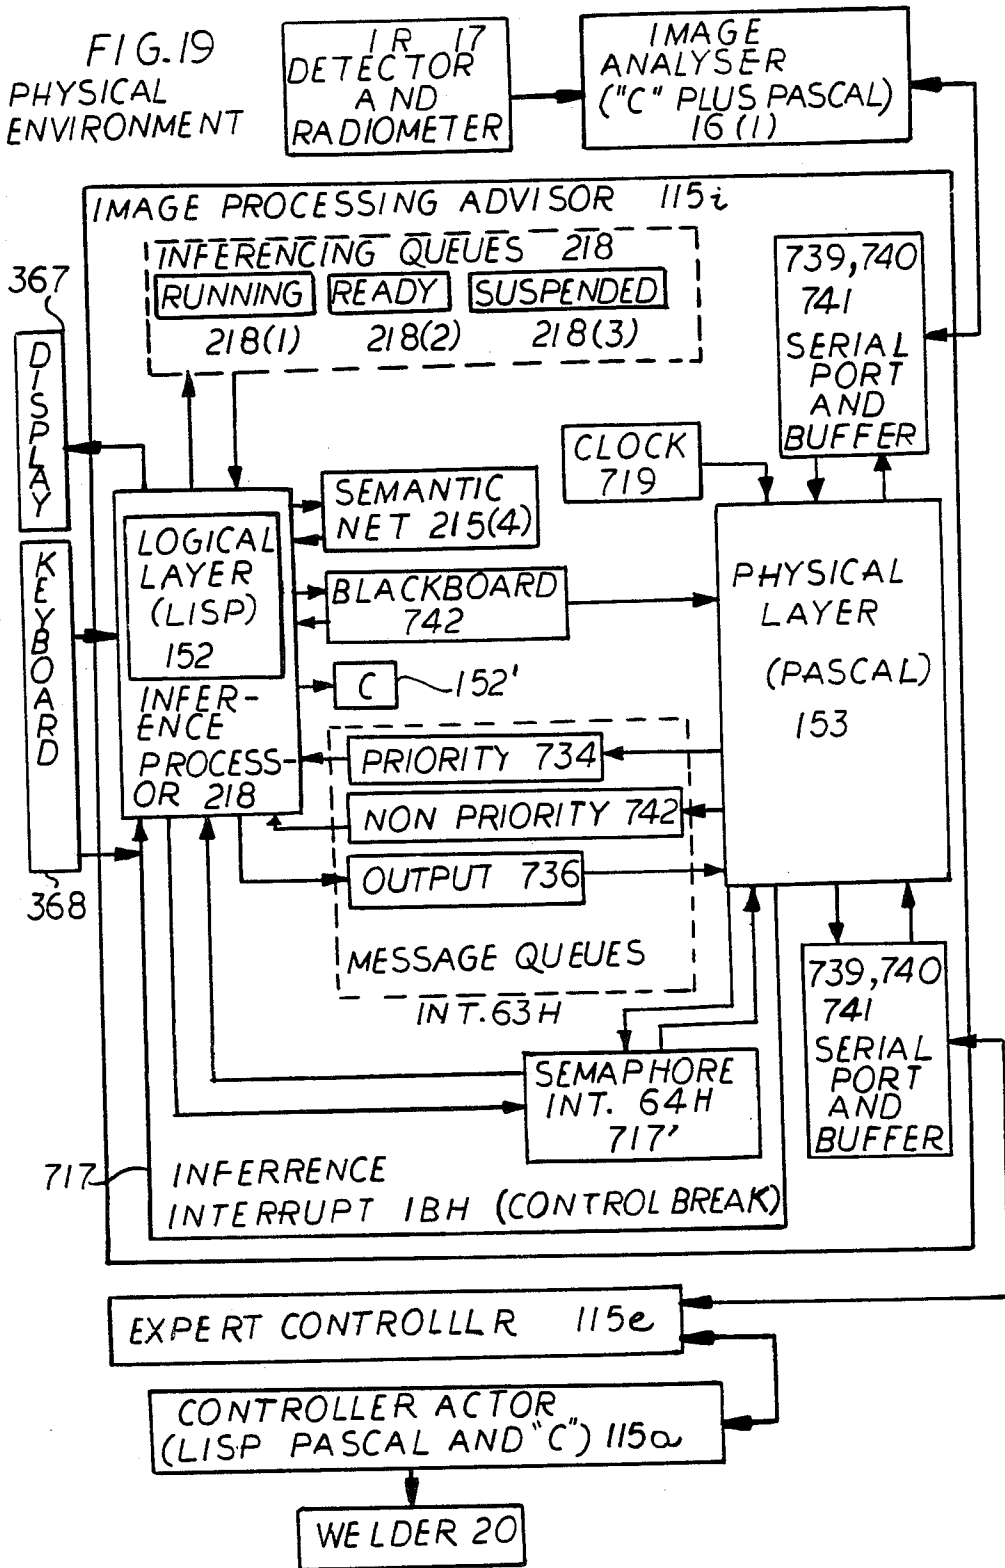 FIG.19
PHYSICAL
ENVIRONMENT
IR 17
DETECTOR
AND
RADIOMETER
IMAGE
ANALYSER
("C" PLUS PASCAL)
16(1)
IMAGE PROCESSING ADVISOR 115i
INFERENCING QUEUES 218
RUNNING
READY
SUSPENDED
218(1)
218(2)
218(3)
739,740
741
SERIAL
PORT
AND
BUFFER
367
DISPLAY
KEYBOARD
368
CLOCK
719
SEMANTIC
NET 215(4)
LOGICAL
LAYER
(LISP)
152
INFER-
ENCE
PROCESS-
OR 218
BLACKBOARD
742
C
152'
PHYSICAL
LAYER
(PASCAL)
153
PRIORITY 734
NON PRIORITY 742
OUTPUT 736
MESSAGE QUEUES
INT.63H
739,740
741
SERIAL
PORT
AND
BUFFER
SEMAPHORE
INT. 64H
717'
717
INFERRENCE
INTERRUPT 1BH (CONTROL BREAK)
EXPERT CONTROLLLR 115e
CONTROLLER ACTOR
(LISP PASCAL AND "C") 115a
WELDER 20